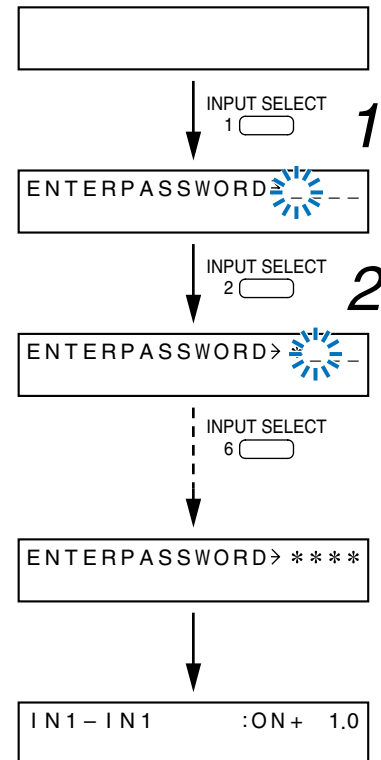 INPUT SELECT
1
1
ENTERPASSWORD→ _ _ _ _
INPUT SELECT
2
2
ENTERPASSWORD→ * _ _ _
INPUT SELECT
6
ENTERPASSWORD→ ****
IN1–IN1 :ON+ 1.0